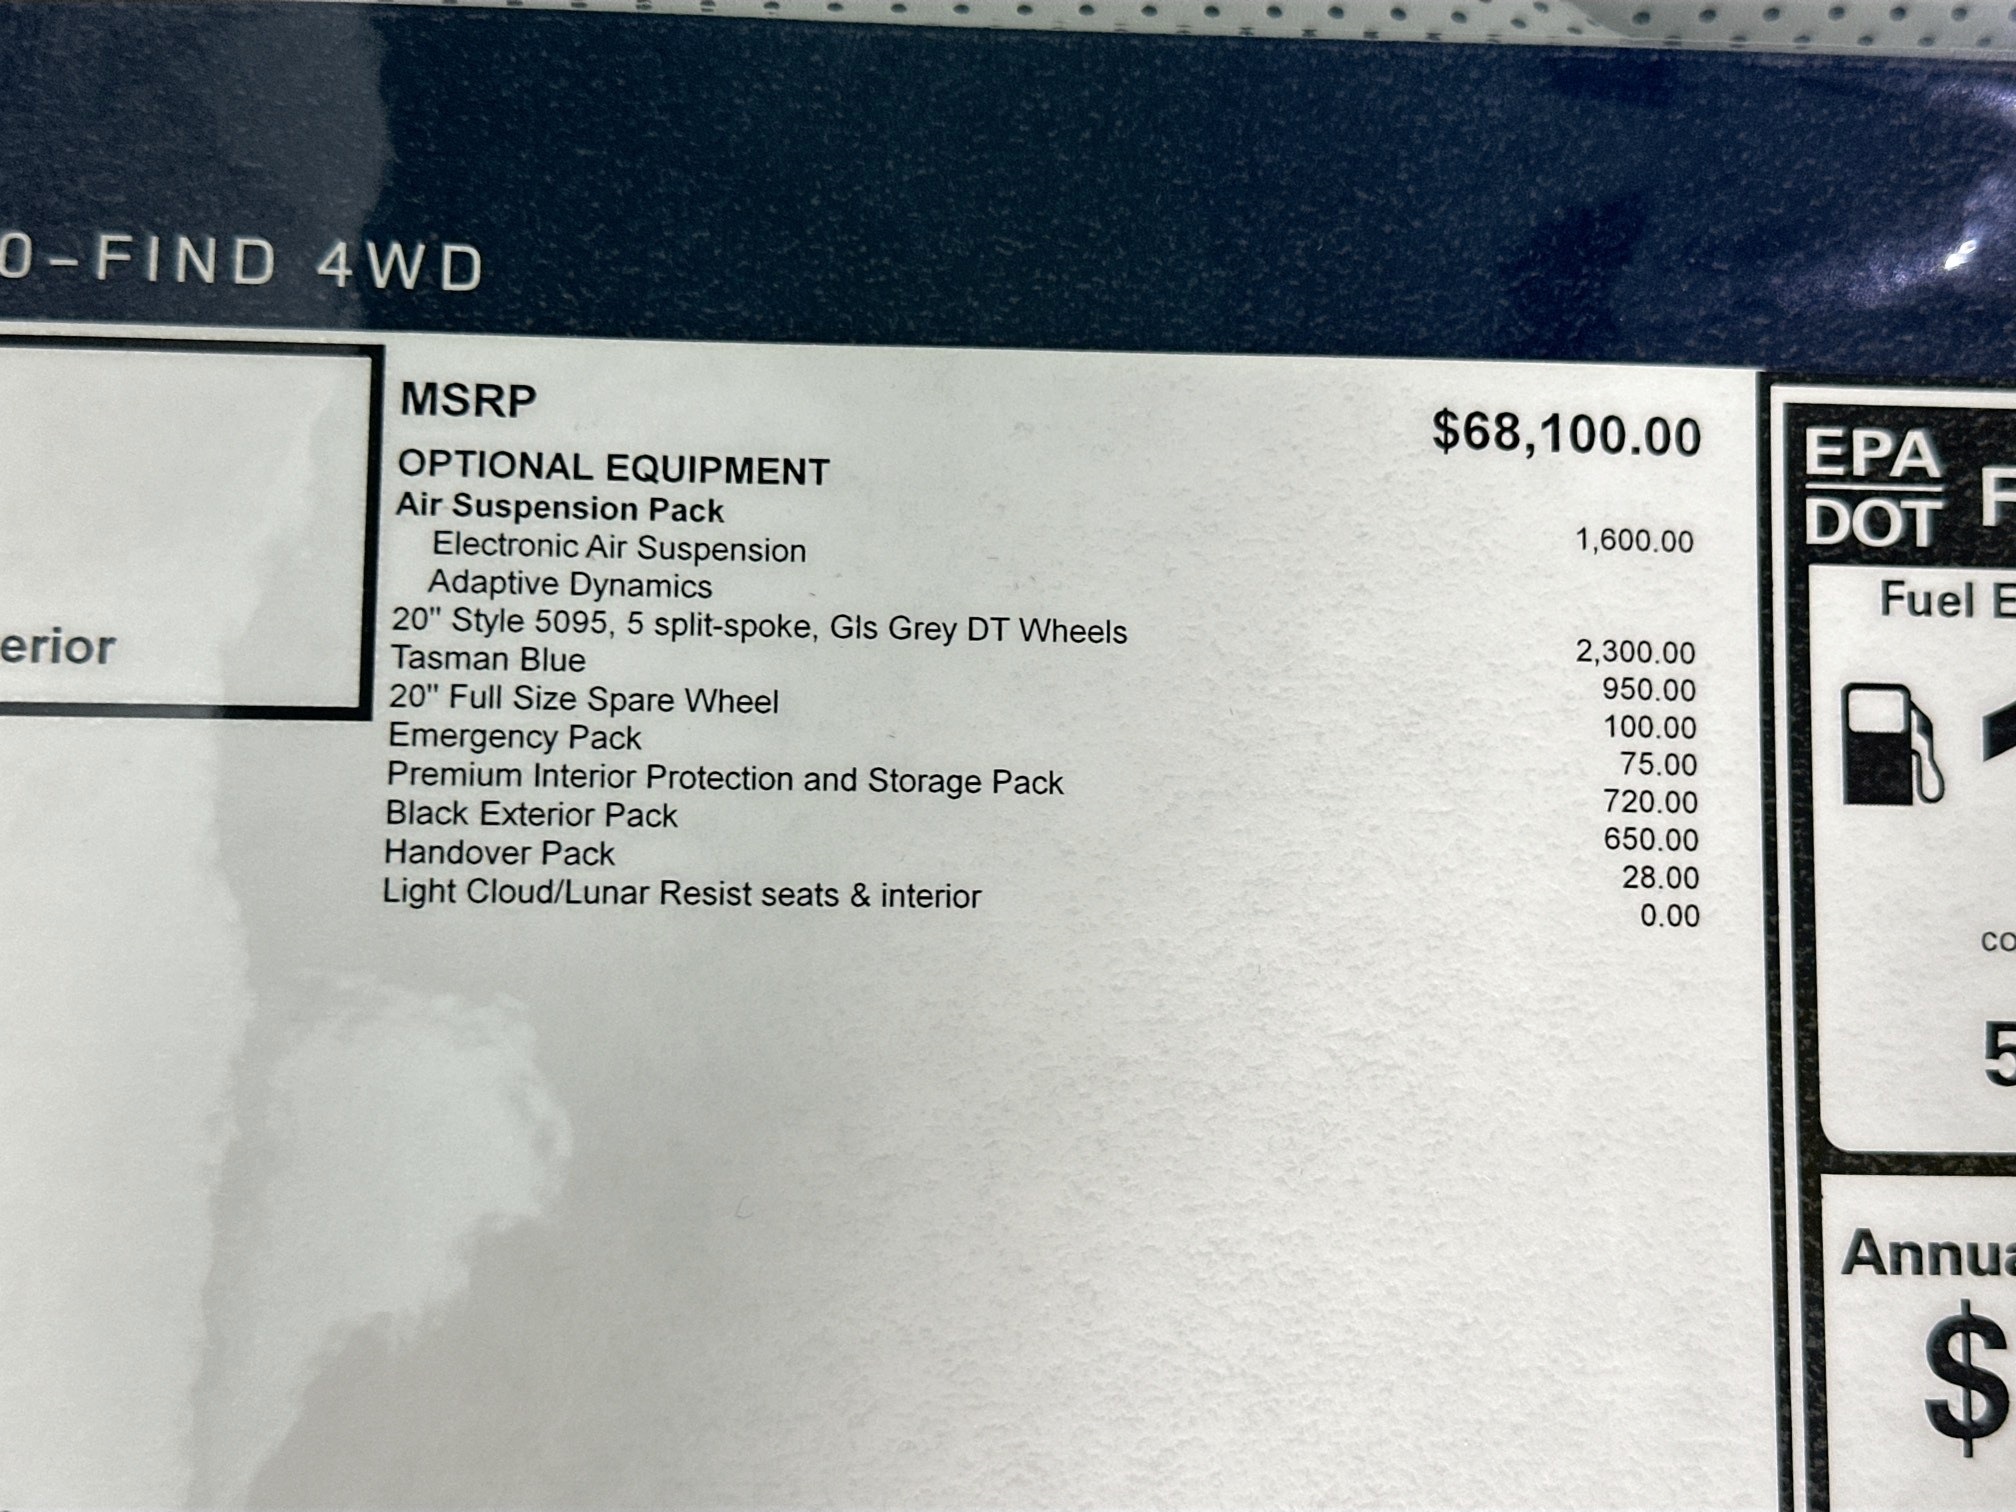 0-FIND 4WD
erior
MSRP $68,100.00
OPTIONAL EQUIPMENT
Air Suspension Pack 1,600.00
Electronic Air Suspension
Adaptive Dynamics
20" Style 5095, 5 split-spoke, Gls Grey DT Wheels 2,300.00
Tasman Blue 950.00
20" Full Size Spare Wheel 100.00
Emergency Pack 75.00
Premium Interior Protection and Storage Pack 720.00
Black Exterior Pack 650.00
Handover Pack 28.00
Light Cloud/Lunar Resist seats & interior 0.00
EPA
DOT
F
Fuel E
co
5
Annua
$